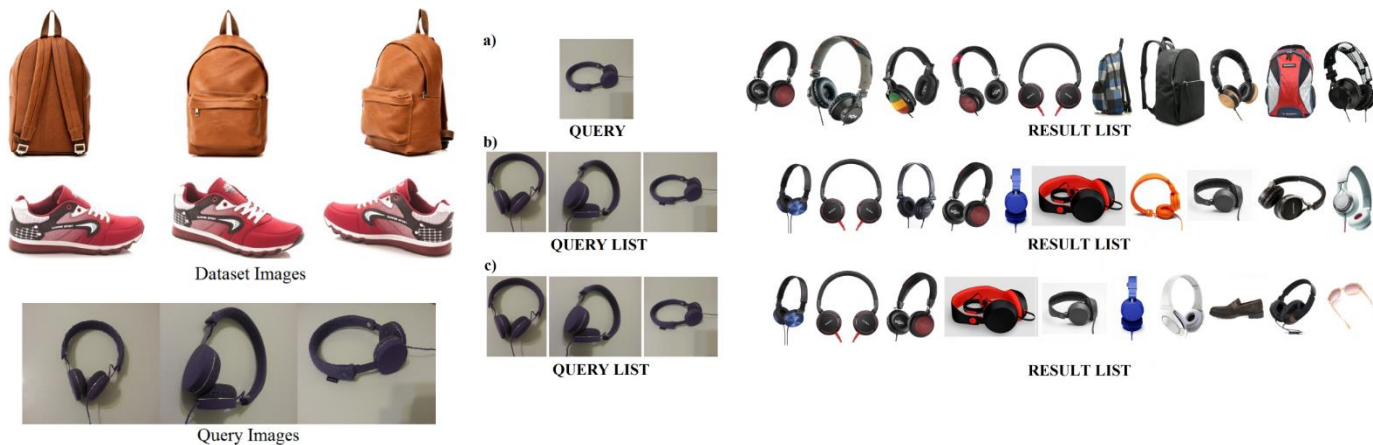 Dataset Images
Query Images
a)
QUERY
RESULT LIST
b)
QUERY LIST
RESULT LIST
c)
QUERY LIST
RESULT LIST